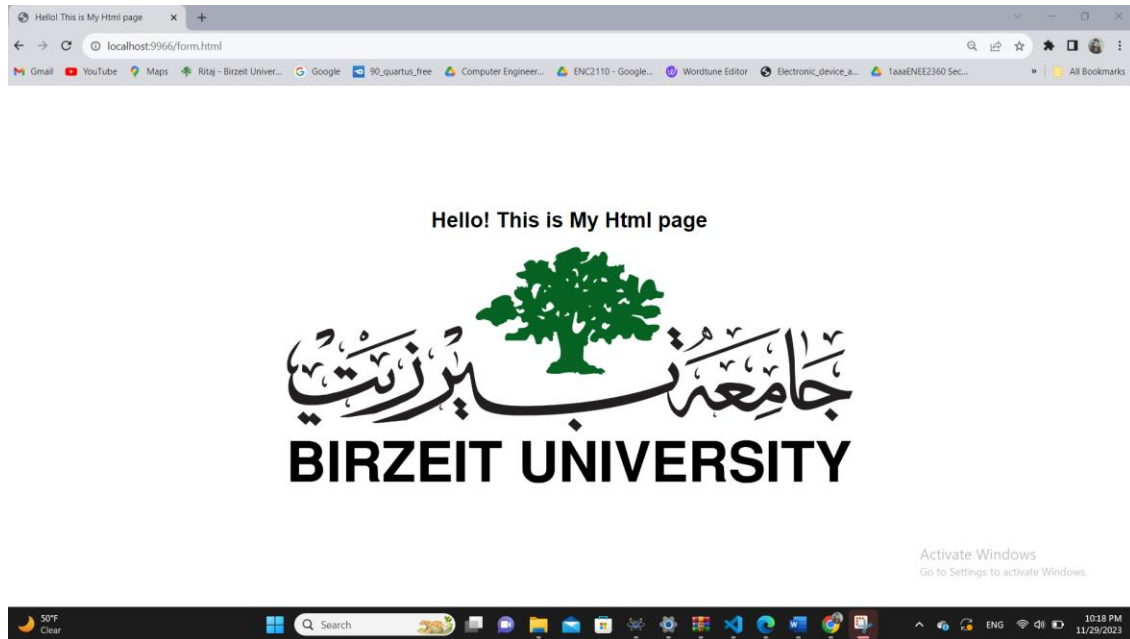 Hello! This is My Html page
localhost:9966/form.html
Gmail YouTube Maps Ritaj - Birzeit Univer... Google 90_quartus_free Computer Engineer... ENC2110 - Google... Wordtune Editor Electronic_device_a... 1aaaENEE2360 Sec... » All Bookmarks
Hello! This is My Html page
جَامِعَة بيرزيت
BIRZEIT UNIVERSITY
Activate Windows
Go to Settings to activate Windows.
50°F
Clear
Search
ENG
10:18 PM
11/29/2023